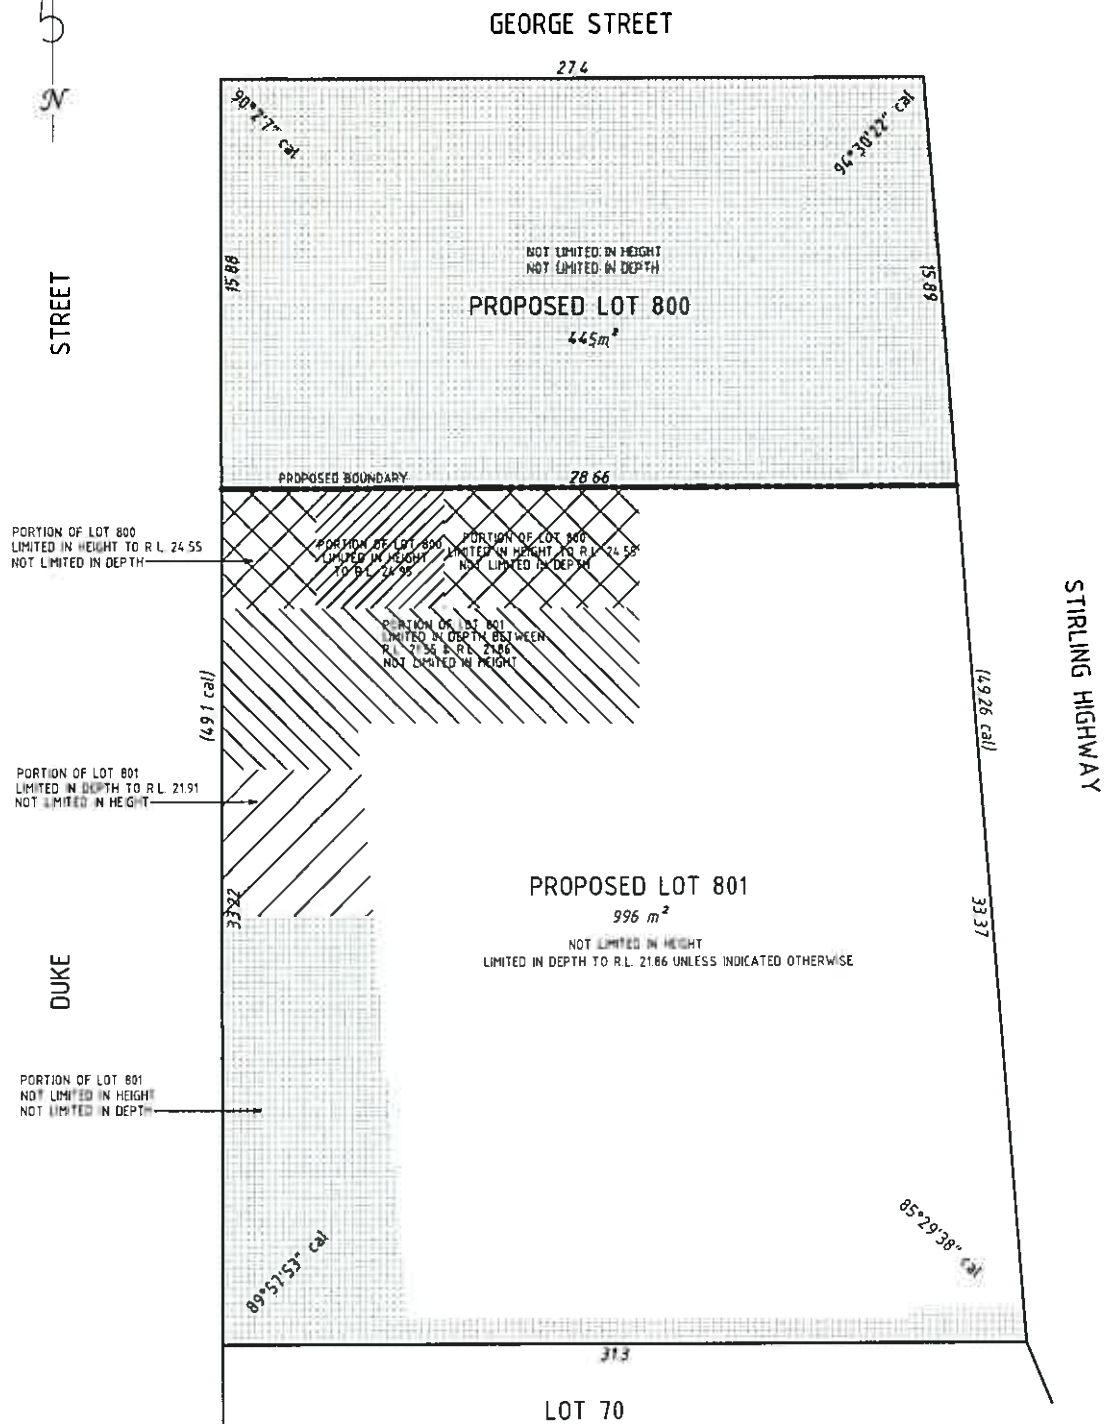 GEORGE STREET
N
27.4
90°2'7" cal
94°30'22" cal
STREET
15.88
15.89
NOT LIMITED IN HEIGHT
NOT LIMITED IN DEPTH
PROPOSED LOT 800
445m²
PROPOSED BOUNDARY
28.66
PORTION OF LOT 800
LIMITED IN HEIGHT TO R.L. 24.55
NOT LIMITED IN DEPTH
PORTION OF LOT 800
LIMITED IN HEIGHT
TO R.L. 24.95
PORTION OF LOT 800
LIMITED IN HEIGHT TO R.L. 24.55
NOT LIMITED IN DEPTH
PORTION OF LOT 801
LIMITED IN DEPTH BETWEEN
R.L. 21.86
NOT LIMITED IN HEIGHT
STIRLING HIGHWAY
(49.1 cal)
(49.26 cal)
PORTION OF LOT 801
LIMITED IN DEPTH TO R.L. 21.91
NOT LIMITED IN HEIGHT
33.22
33.37
PROPOSED LOT 801
996 m²
NOT LIMITED IN HEIGHT
LIMITED IN DEPTH TO R.L. 21.86 UNLESS INDICATED OTHERWISE
DUKE
PORTION OF LOT 801
NOT LIMITED IN HEIGHT
NOT LIMITED IN DEPTH
89°57'53" cal
85°29'38" cal
31.3
LOT 70